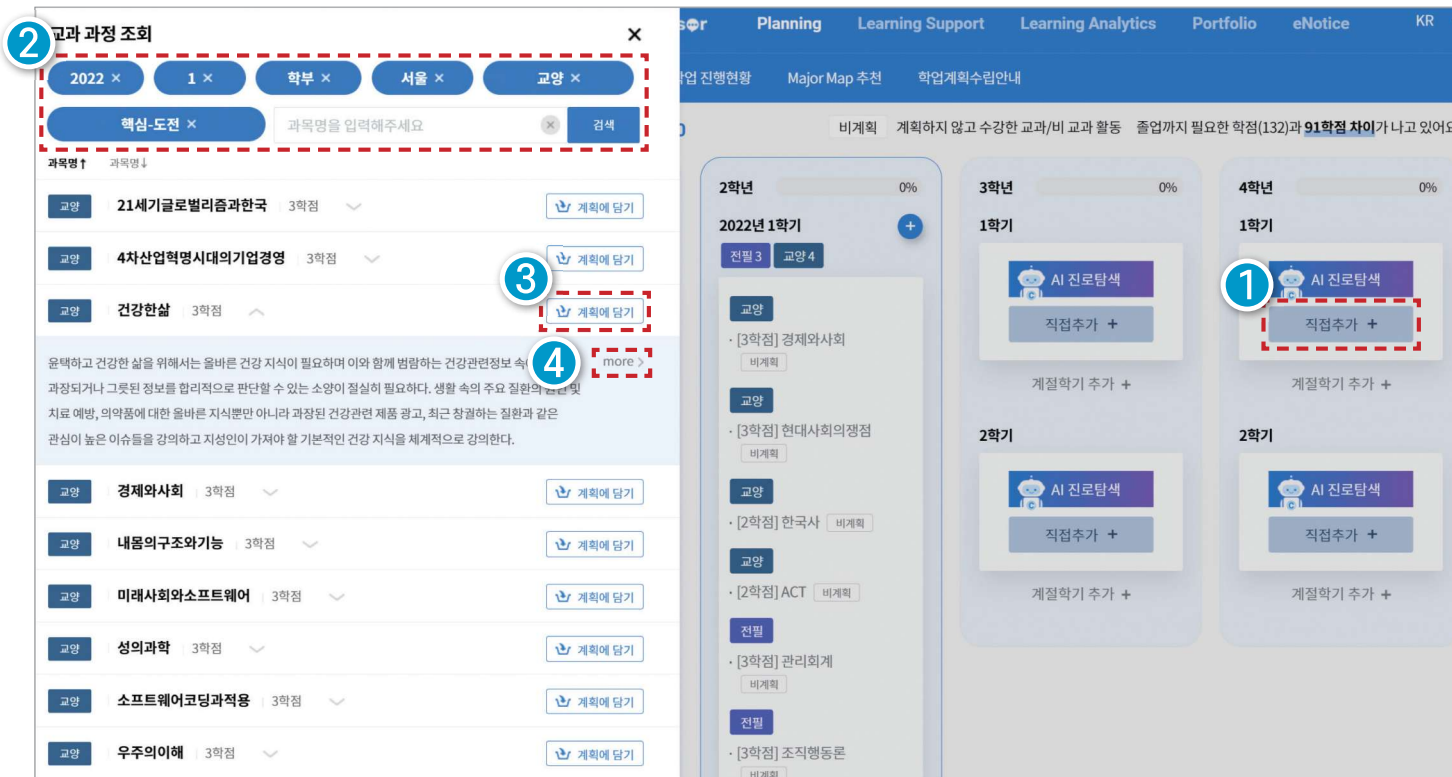 2
교과 과정 조회
×
2022 ×
1 ×
학부 ×
서울 ×
교양 ×
핵심-도전 ×
과목명을 입력해주세요
×
검색
과목명↑ 과목명↓
교양 21세기글로벌리즘과한국 3학점 계획에 담기
교양 4차산업혁명시대의기업경영 3학점 계획에 담기
3
교양 건강한삶 3학점 계획에 담기
4
윤택하고 건강한 삶을 위해서는 올바른 건강 지식이 필요하며 이와 함께 범람하는 건강관련정보 more >
과장되거나 그릇된 정보를 합리적으로 판단할 수 있는 소양이 절실히 필요하다. 생활 속의 주요 질환의 원인 및
치료 예방, 의약품에 대한 올바른 지식뿐만 아니라 과장된 건강관련 제품 광고, 최근 창궐하는 질환과 같은
관심이 높은 이슈들을 강의하고 지성인이 가져야 할 기본적인 건강 지식을 체계적으로 강의한다.
교양 경제와사회 3학점 계획에 담기
교양 내몸의구조와기능 3학점 계획에 담기
교양 미래사회와소프트웨어 3학점 계획에 담기
교양 성의과학 3학점 계획에 담기
교양 소프트웨어코딩과적용 3학점 계획에 담기
교양 우주의이해 3학점 계획에 담기
Planning Learning Support Learning Analytics Portfolio eNotice KR
진행현황 Major Map 추천 학업계획수립안내
비계획 계획하지 않고 수강한 교과/비 교과 활동 졸업까지 필요한 학점(132)과 91학점 차이가 나고 있어요
2학년 0%
2022년 1학기 +
전필 3 교양 4
교양
· [3학점] 경제와사회
비계획
교양
· [3학점] 현대사회의쟁점
비계획
교양
· [2학점] 한국사 비계획
교양
· [2학점] ACT 비계획
전필
· [3학점] 관리회계
비계획
전필
· [3학점] 조직행동론
비계획
3학년 0%
1학기
AI 진로탐색
직접추가 +
계절학기 추가 +
2학기
AI 진로탐색
직접추가 +
계절학기 추가 +
4학년 0%
1학기
1
AI 진로탐색
직접추가 +
계절학기 추가 +
2학기
AI 진로탐색
직접추가 +
계절학기 추가 +